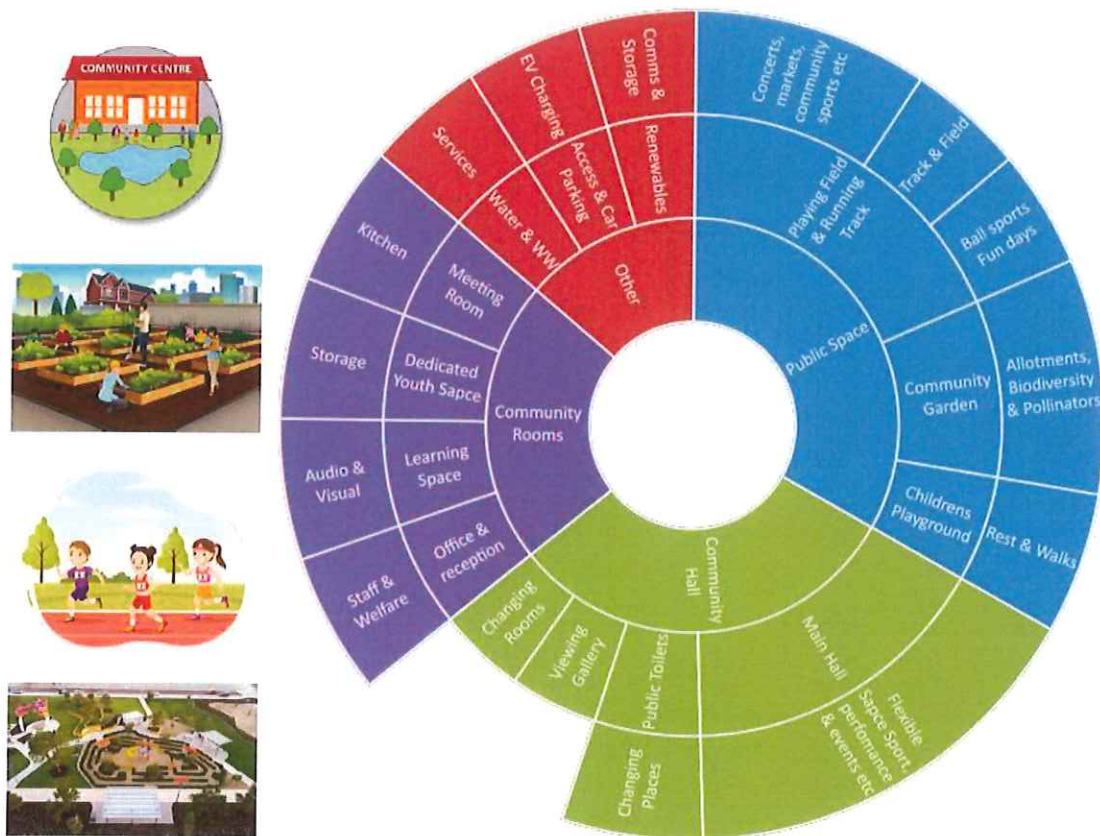 COMMUNITY CENTRE
Public Space
Playing Field
& Running
Track
Concerts,
markets,
community
sports etc
Track & Field
Ball sports
Fun days
Community
Garden
Allotments,
Biodiversity
& Pollinators
Childrens
Playground
Rest & Walks
Community
Hall
Main Hall
Flexible
Sapce Sport,
perfomance
& events etc
Public Toilets
Changing
Places
Viewing
Gallery
Changing
Rooms
Community
Rooms
Office &
reception
Staff &
Welfare
Learning
Space
Audio &
Visual
Dedicated
Youth Sapce
Storage
Meeting
Room
Kitchen
Other
Water & WW
Services
Access & Car
Parking
EV Charging
Renewables
Comms &
Storage